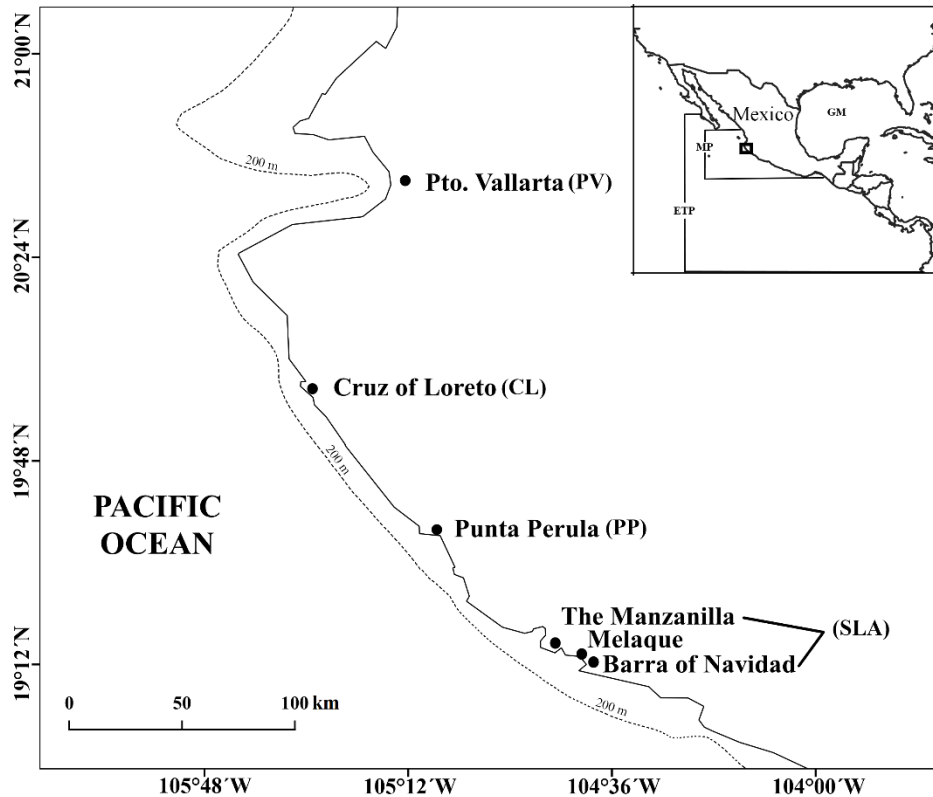 21°00´N
20°24´N
19°48´N
19°12´N
200 m
Pto. Vallarta (PV)
Cruz of Loreto (CL)
200 m
PACIFIC
OCEAN
Punta Perula (PP)
The Manzanilla
Melaque
Barra of Navidad
(SLA)
200 m
0 50 100 km
105°48´W 105°12´W 104°36´W 104°00´W
Mexico
GM
MP
ETP